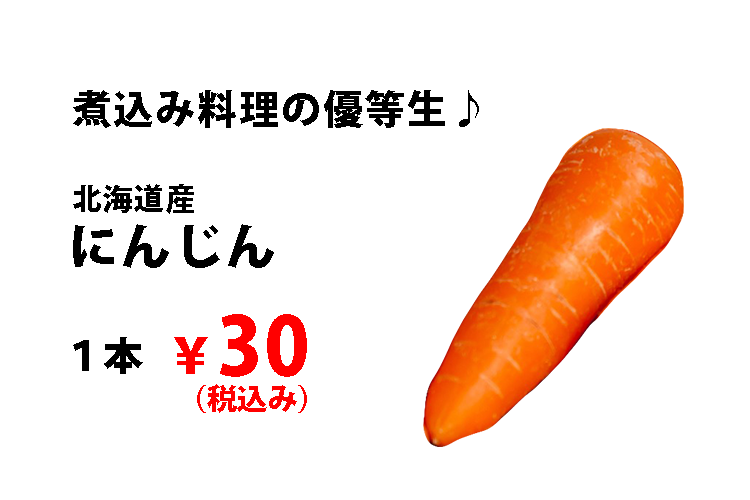 煮込み料理の優等生♪
北海道産
にんじん
1本 ¥30
(税込み)